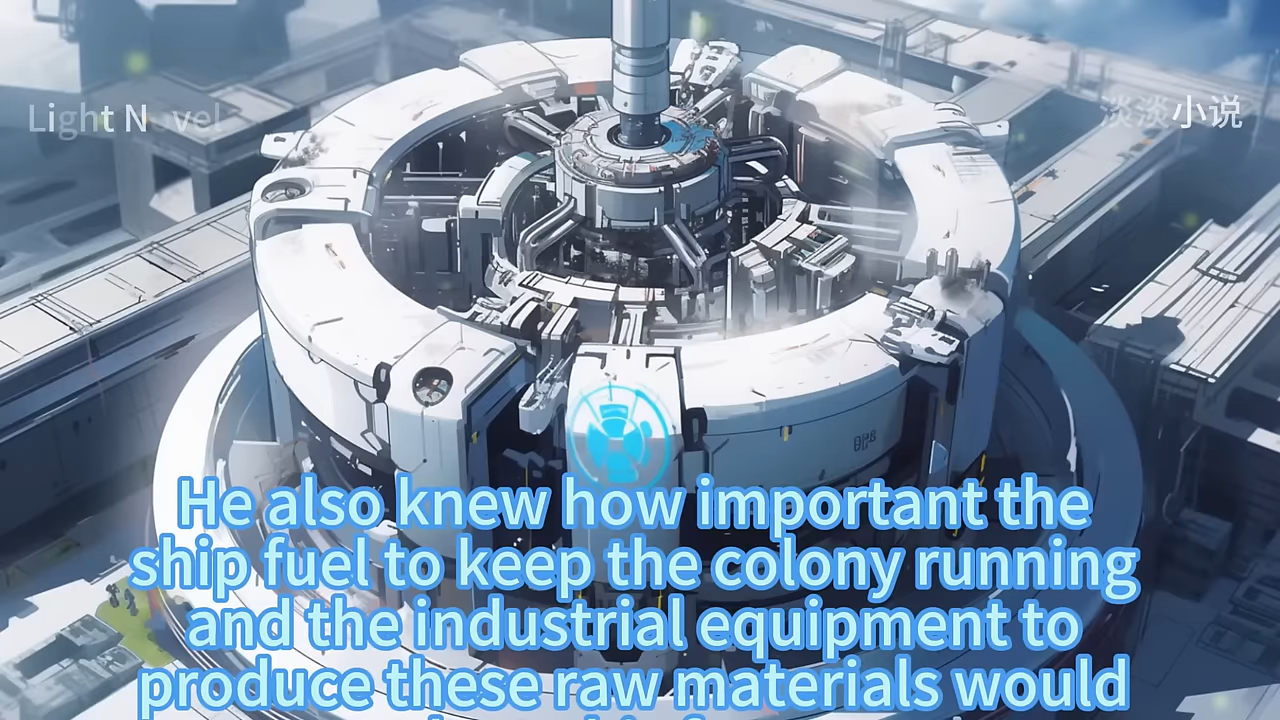 Light Novel
淡淡小说
He also knew how important the
ship fuel to keep the colony running
and the industrial equipment to
produce these raw materials would